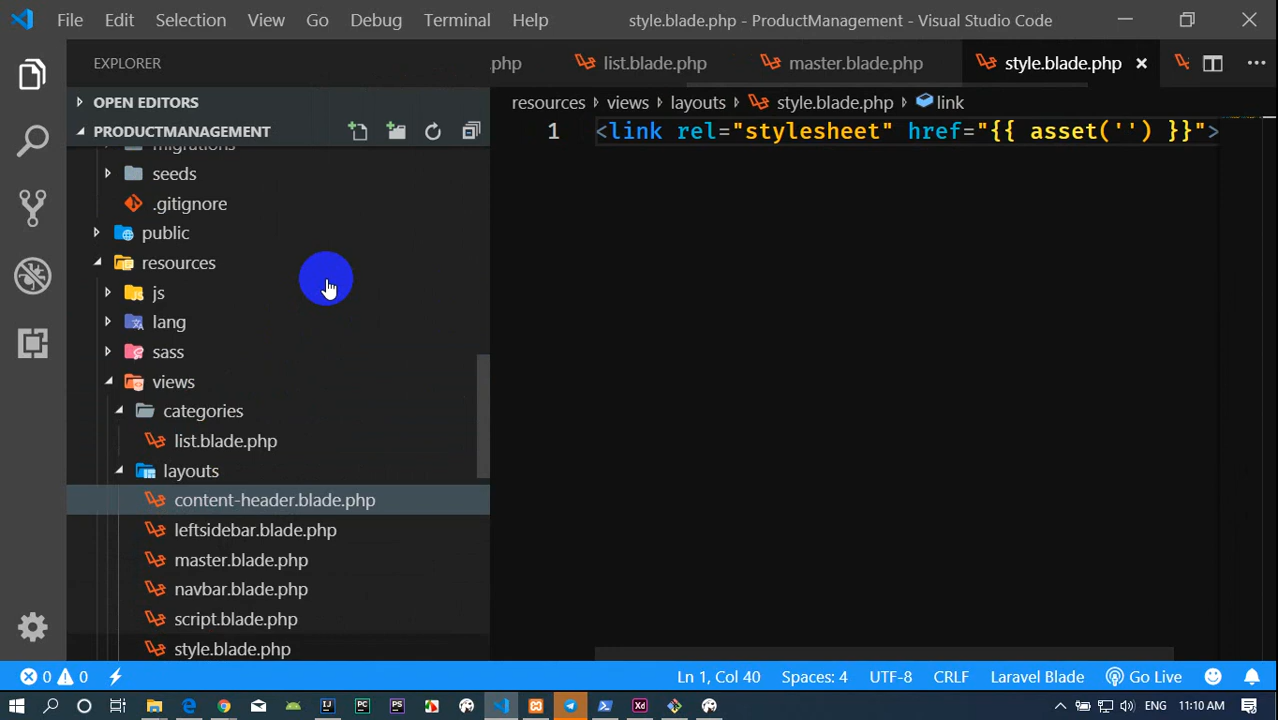 File Edit Selection View Go Debug Terminal Help style.blade.php - ProductManagement - Visual Studio Code
EXPLORER
.php list.blade.php master.blade.php style.blade.php
OPEN EDITORS
resources views layouts style.blade.php link
PRODUCTMANAGEMENT
1 <link rel="stylesheet" href="{{ asset('') }}">
migrations
seeds
.gitignore
public
resources
js
lang
sass
views
categories
list.blade.php
layouts
content-header.blade.php
leftsidebar.blade.php
master.blade.php
navbar.blade.php
script.blade.php
style.blade.php
0 0 Ln 1, Col 40 Spaces: 4 UTF-8 CRLF Laravel Blade Go Live
ENG 11:10 AM